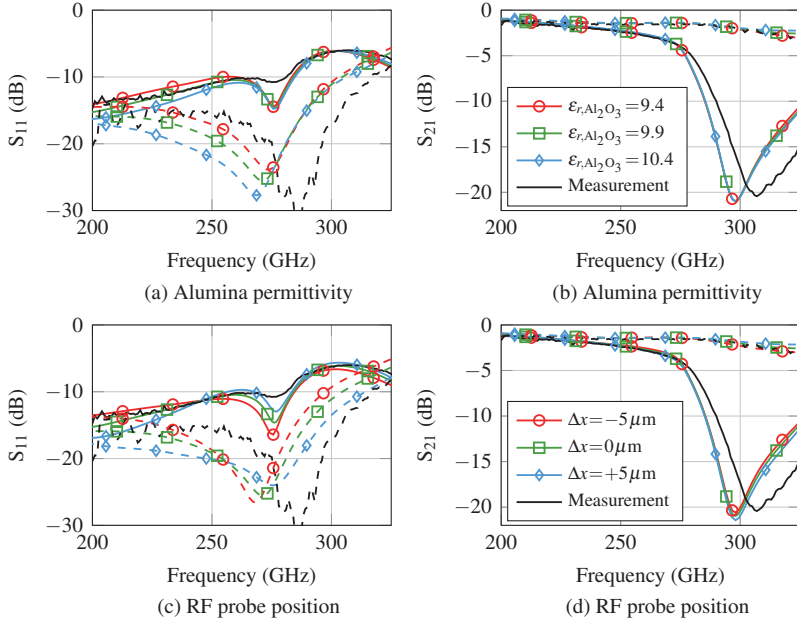 0
−10
−20
−30
S11 (dB)
200
250
300
Frequency (GHz)
(a) Alumina permittivity
0
−5
−10
−15
−20
S21 (dB)
εr,Al2O3=9.4
εr,Al2O3=9.9
εr,Al2O3=10.4
Measurement
200
250
300
Frequency (GHz)
(b) Alumina permittivity
0
−10
−20
−30
S11 (dB)
200
250
300
Frequency (GHz)
(c) RF probe position
0
−5
−10
−15
−20
S21 (dB)
Δx=−5μm
Δx=0μm
Δx=+5μm
Measurement
200
250
300
Frequency (GHz)
(d) RF probe position